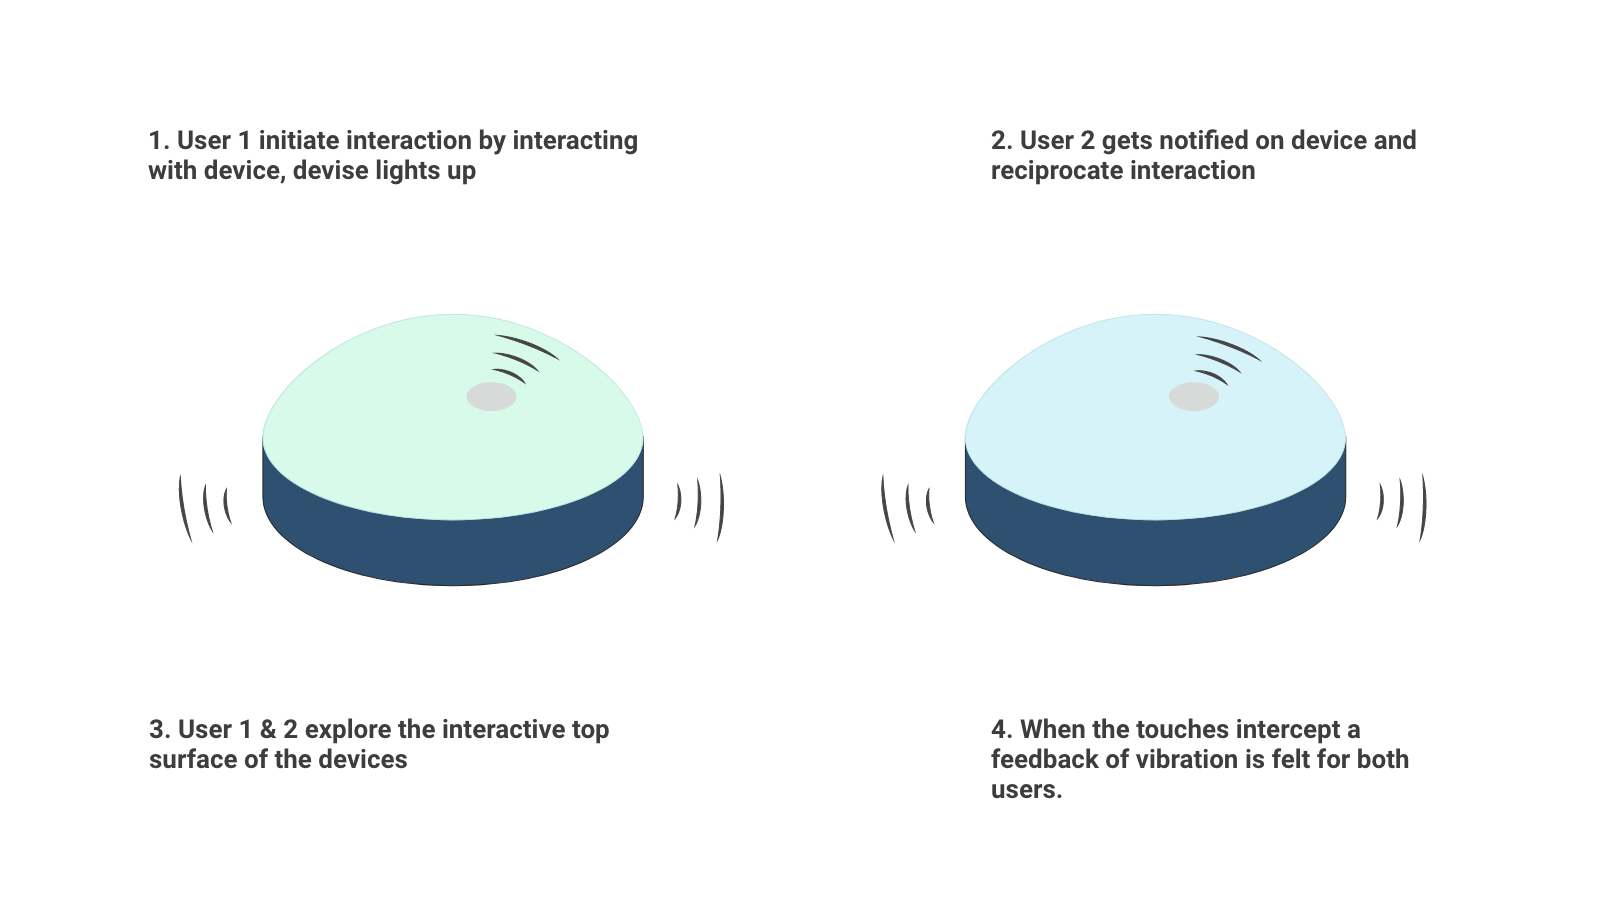 1. User 1 initiate interaction by interacting
with device, devise lights up
2. User 2 gets notified on device and
reciprocate interaction
3. User 1 & 2 explore the interactive top
surface of the devices
4. When the touches intercept a
feedback of vibration is felt for both
users.